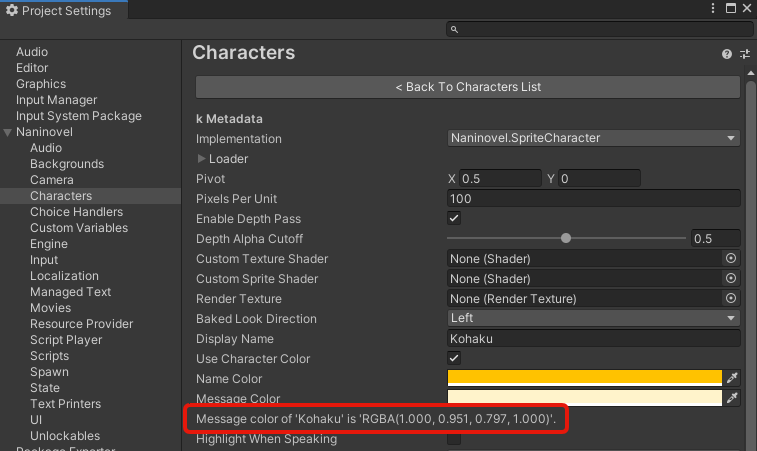 Project Settings
Audio
Editor
Graphics
Input Manager
Input System Package
Naninovel
Audio
Backgrounds
Camera
Characters
Choice Handlers
Custom Variables
Engine
Input
Localization
Managed Text
Movies
Resource Provider
Script Player
Scripts
Spawn
State
Text Printers
UI
Unlockables
Characters
< Back To Characters List
k Metadata
Implementation Naninovel.SpriteCharacter
Loader
Pivot X 0.5 Y 0
Pixels Per Unit 100
Enable Depth Pass
Depth Alpha Cutoff 0.5
Custom Texture Shader None (Shader)
Custom Sprite Shader None (Shader)
Render Texture None (Render Texture)
Baked Look Direction Left
Display Name Kohaku
Use Character Color
Name Color
Message Color
Message color of 'Kohaku' is 'RGBA(1.000, 0.951, 0.797, 1.000)'.
Highlight When Speaking